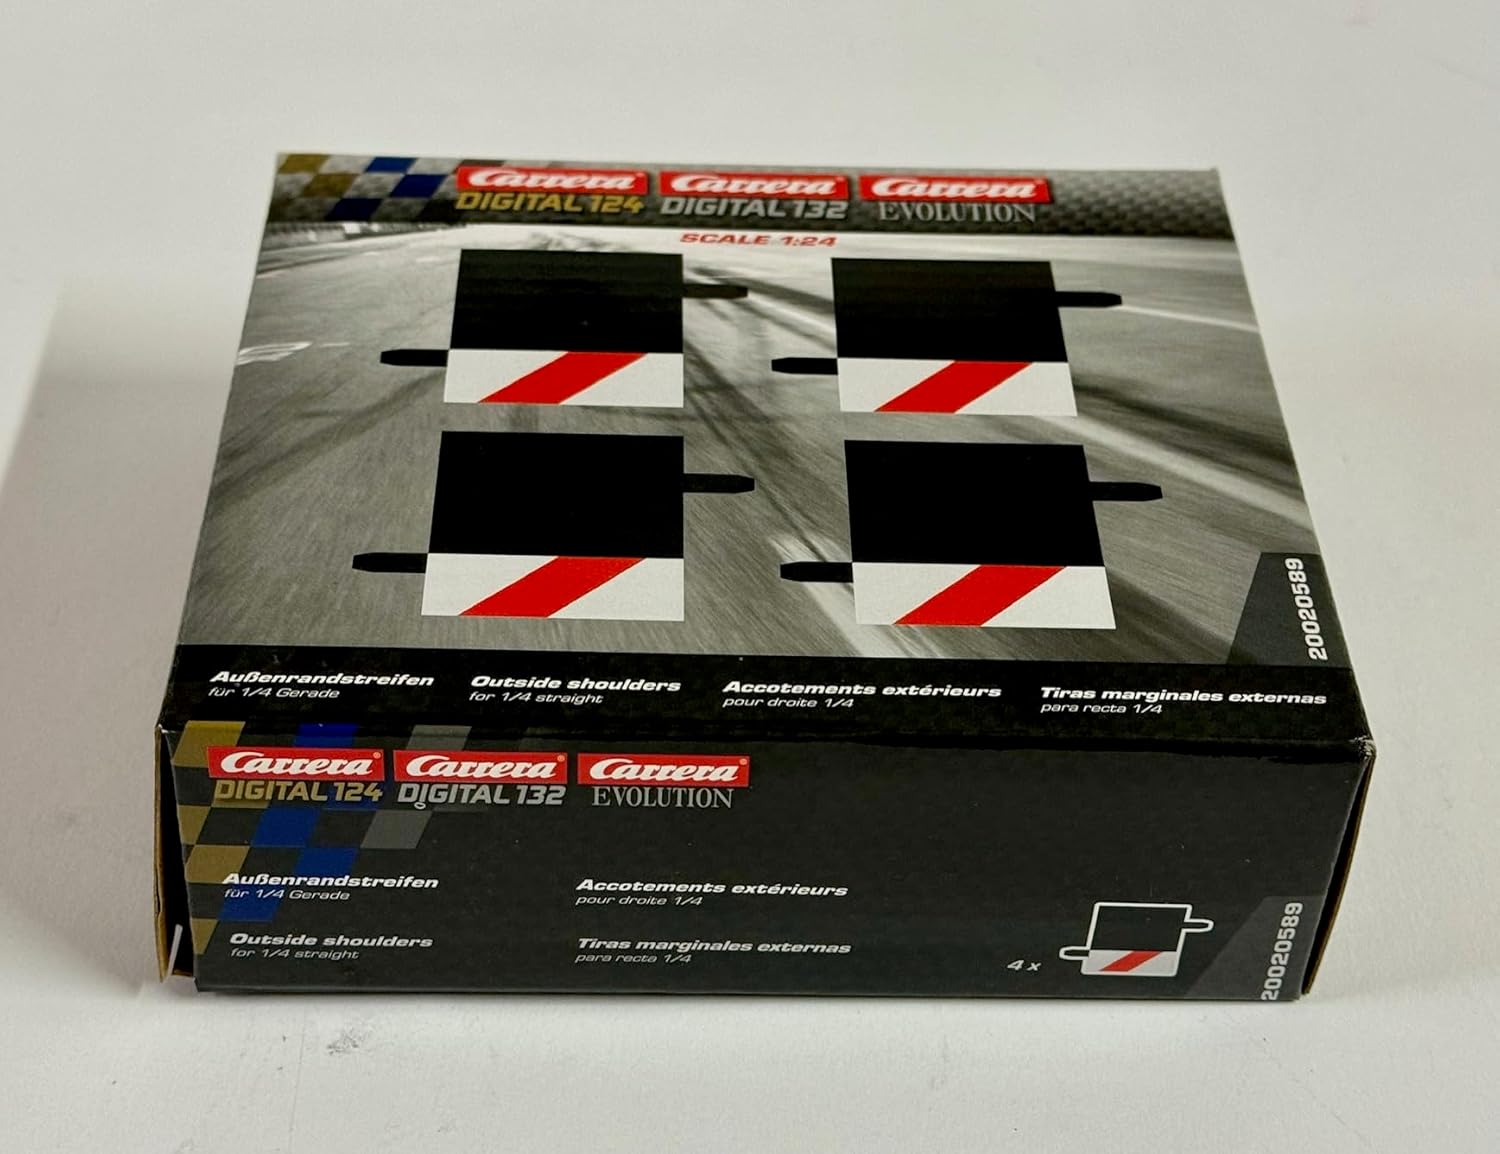 Carrera Carrera Carrera
DIGITAL 124 DIGITAL 132 EVOLUTION
SCALE 1:24
20020589
Außenrandstreifen Outside shoulders Accotements extérieurs Tiras marginales externas
für 1/4 Gerade for 1/4 straight pour droite 1/4 para recta 1/4
Carrera Carrera Carrera
DIGITAL 124 DIGITAL 132 EVOLUTION
Außenrandstreifen Accotements extérieurs
für 1/4 Gerade pour droite 1/4
Outside shoulders Tiras marginales externas
for 1/4 straight para recta 1/4
4 x
20020589